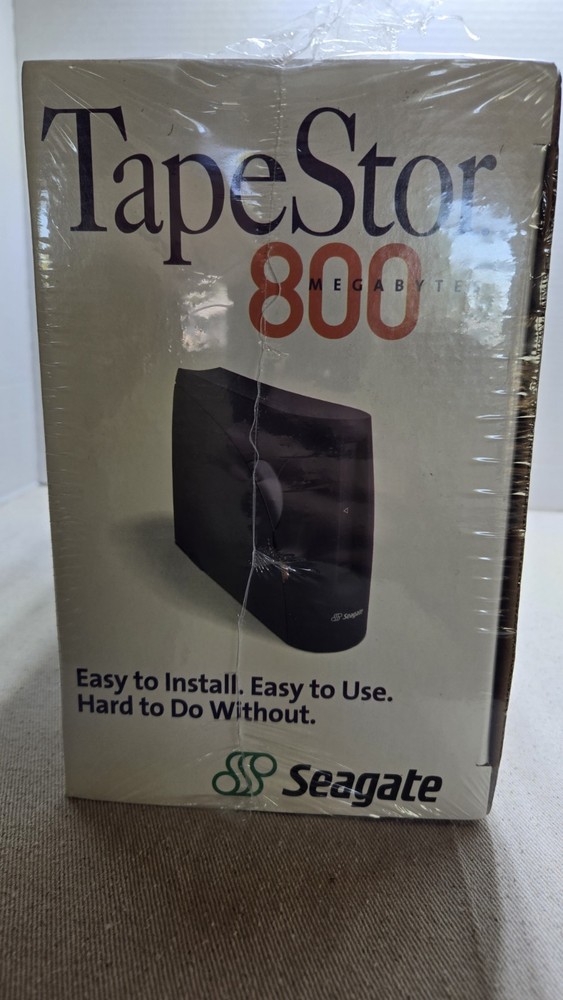 TapeStor
800
MEGABYTES
Seagate
Easy to Install. Easy to Use.
Hard to Do Without.
Seagate